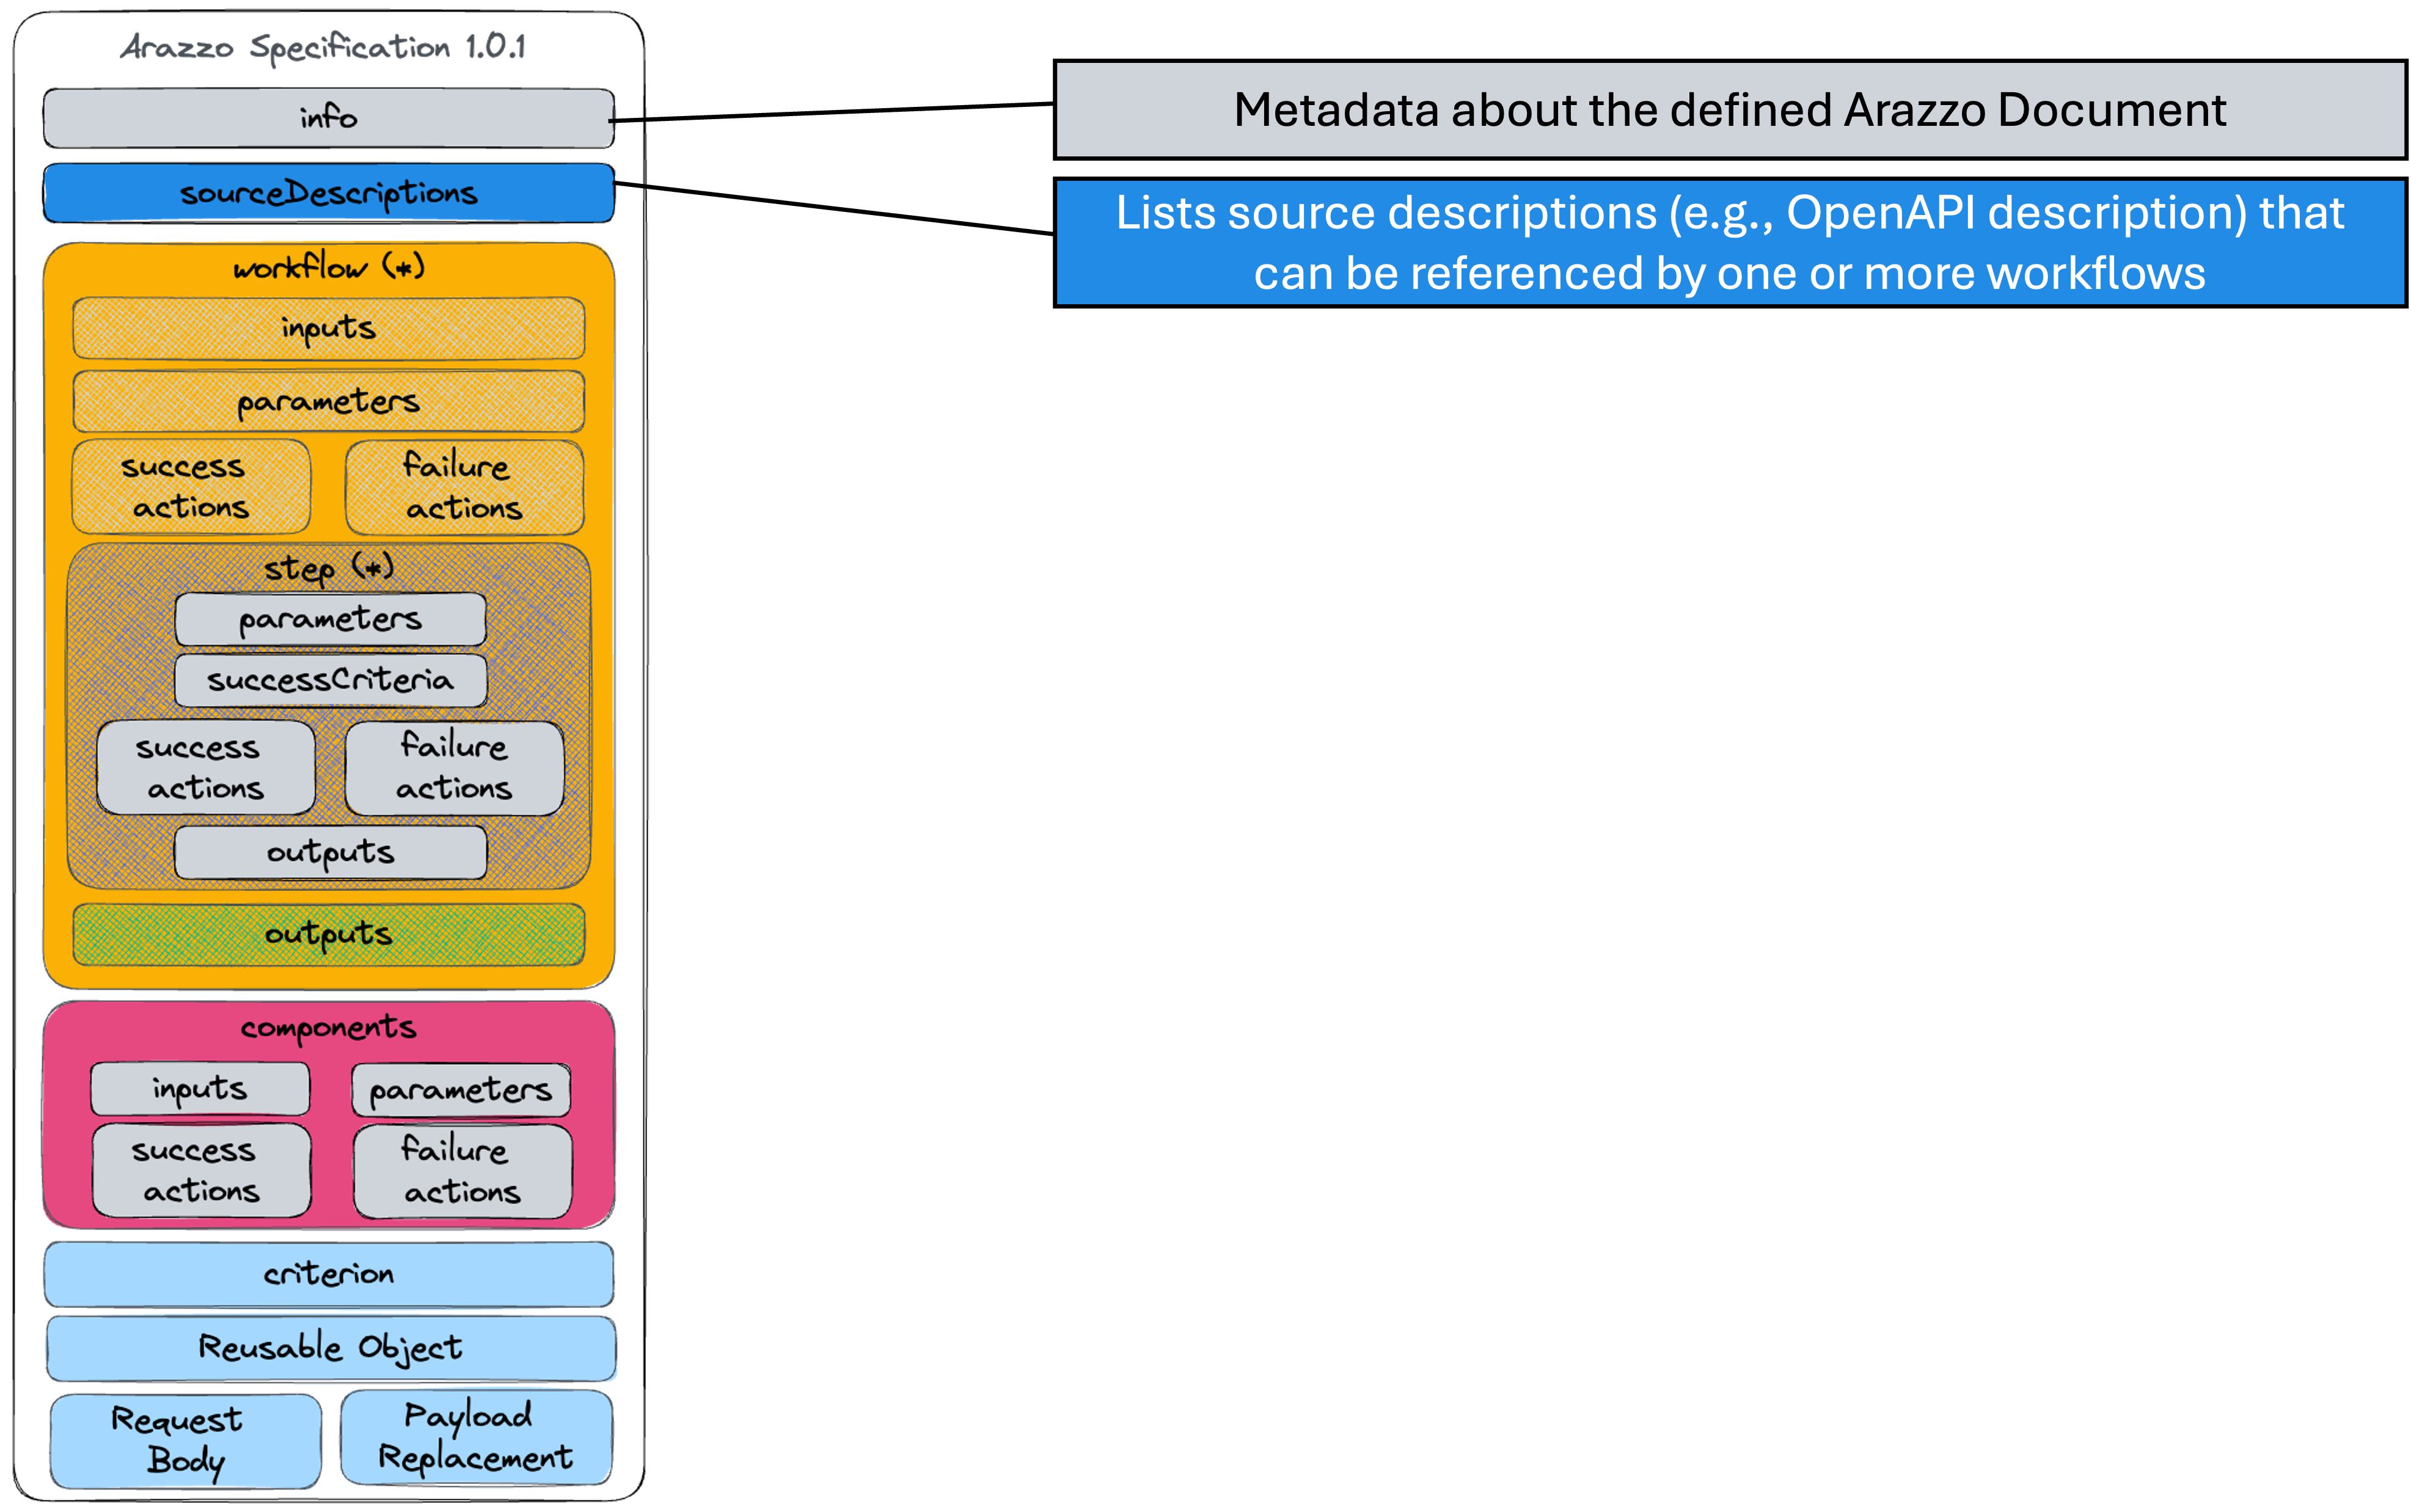 Arazzo Specification 1.0.1
info
sourceDescriptions
workflow (*)
inputs
parameters
success
actions
failure
actions
step (*)
parameters
successCriteria
success
actions
failure
actions
outputs
outputs
components
inputs
parameters
success
actions
failure
actions
criterion
Reusable Object
Request
Body
Payload
Replacement
Metadata about the defined Arazzo Document
Lists source descriptions (e.g., OpenAPI description) that
can be referenced by one or more workflows